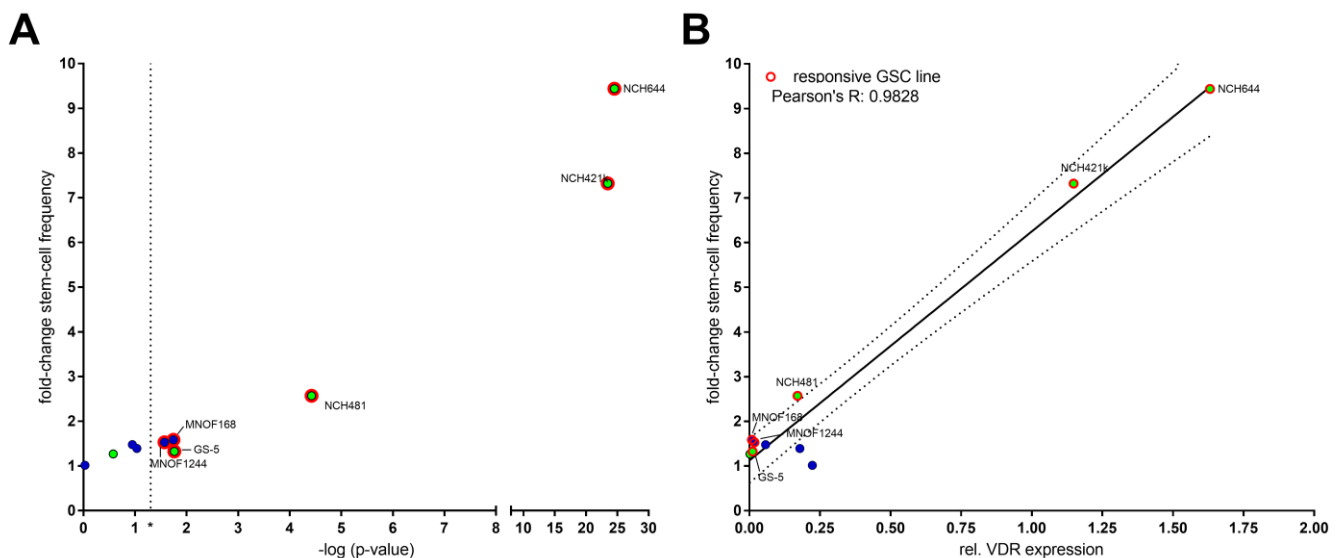 A
fold-change stem-cell frequency
10
9
8
7
6
5
4
3
2
1
0
NCH644
NCH421k
NCH481
MNOF168
GS-5
MNOF1244
0 1 * 2 3 4 5 6 7 8 10 15 20 25 30
-log (p-value)
B
fold-change stem-cell frequency
10
9
8
7
6
5
4
3
2
1
0
responsive GSC line
Pearson's R: 0.9828
NCH644
NCH421k
NCH481
MNOF168
MNOF1244
GS-5
0.00 0.25 0.50 0.75 1.00 1.25 1.50 1.75 2.00
rel. VDR expression